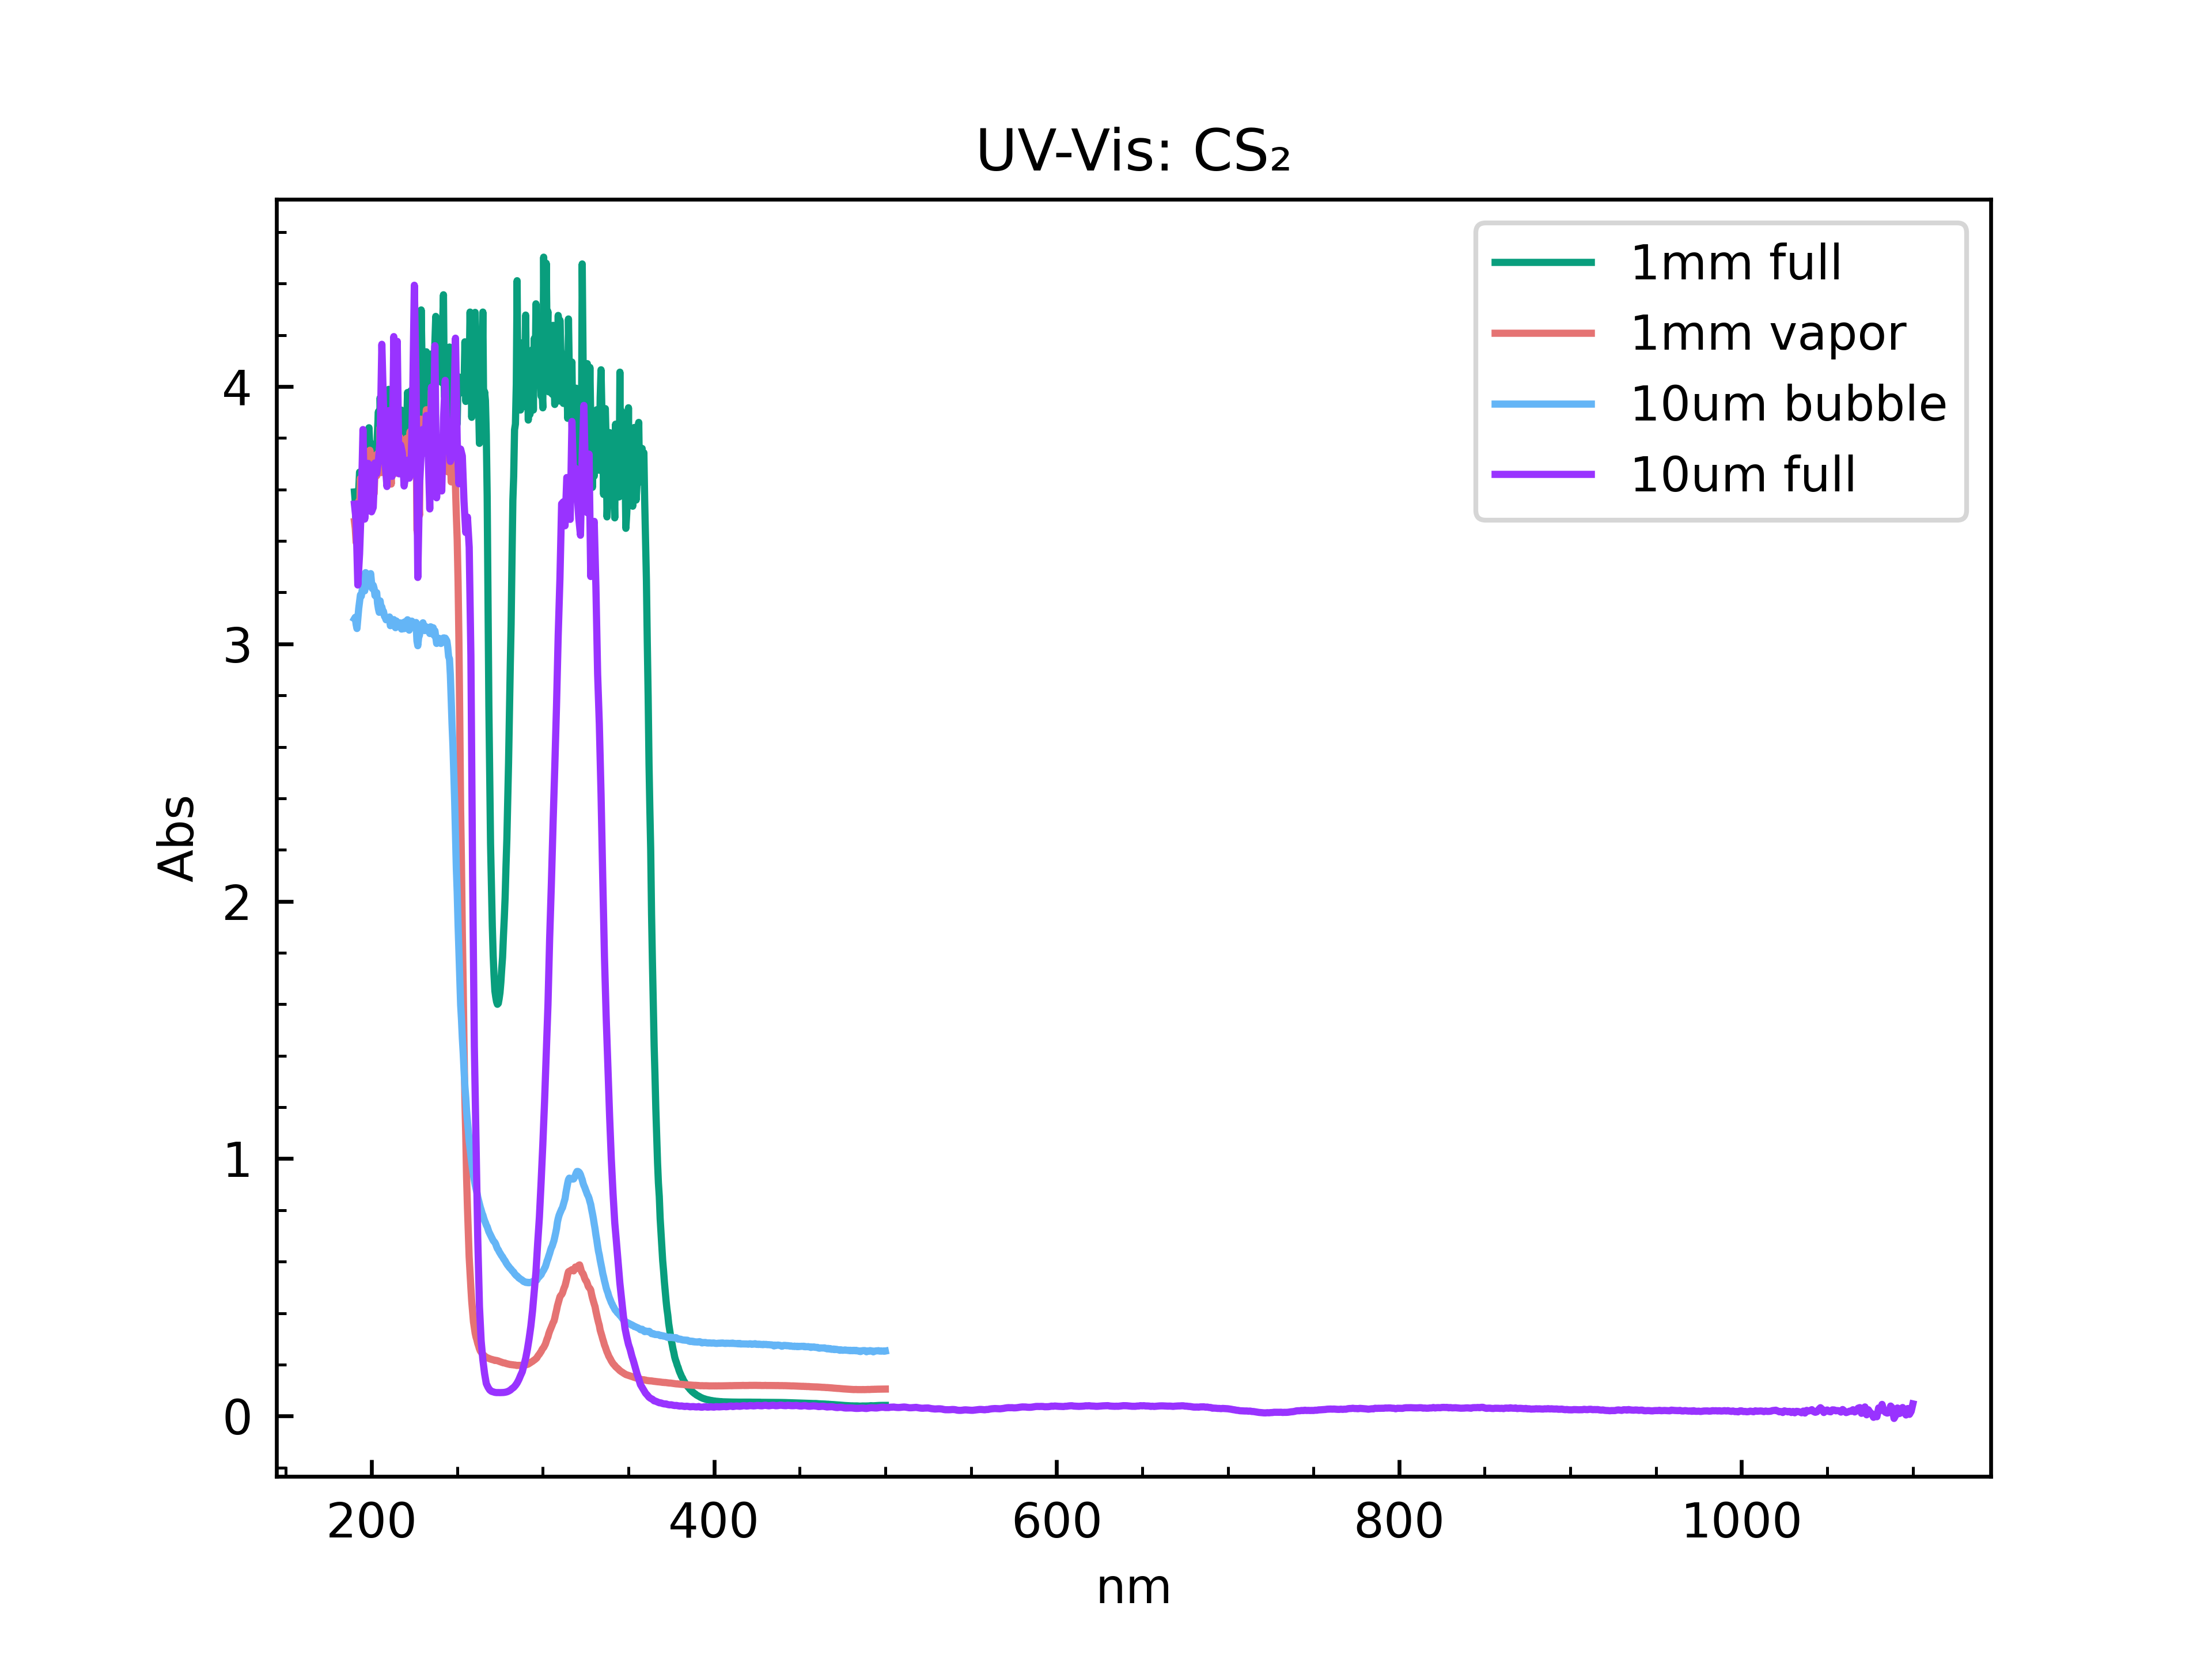 UV-Vis: CS₂
1mm full
1mm vapor
10um bubble
10um full
Abs
4
3
2
1
0
200 400 600 800 1000
nm